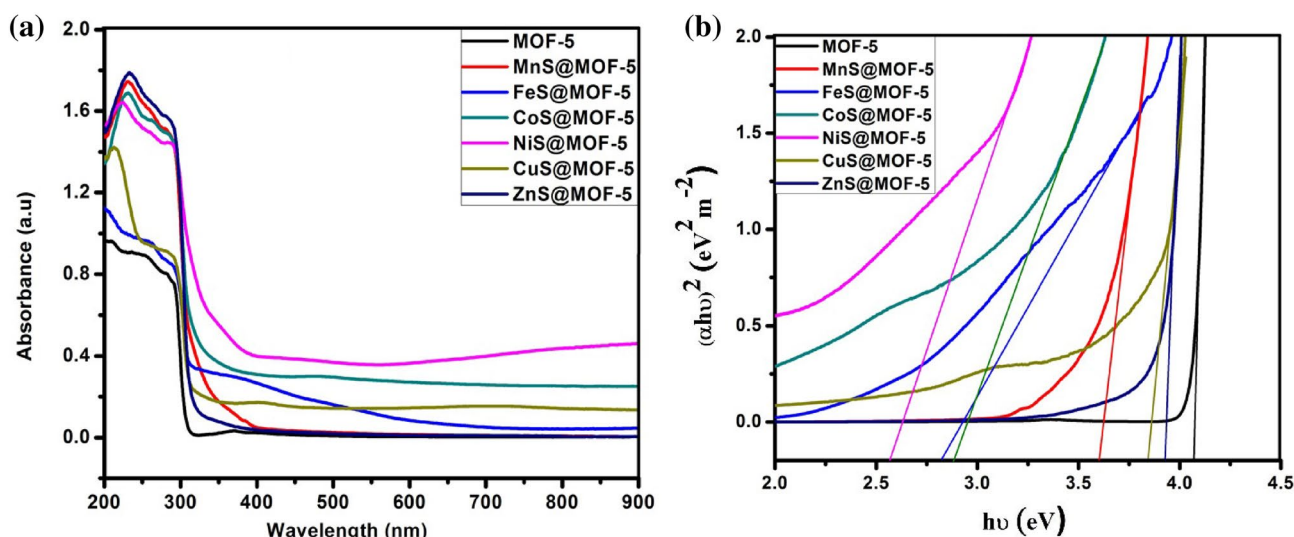 (a)
2.0
1.6
1.2
0.8
0.4
0.0
Absorbance (a.u)
MOF-5
MnS@MOF-5
FeS@MOF-5
CoS@MOF-5
NiS@MOF-5
CuS@MOF-5
ZnS@MOF-5
200 300 400 500 600 700 800 900
Wavelength (nm)
(b)
2.0
1.5
1.0
0.5
0.0
(αhυ)² (eV² m⁻²)
MOF-5
MnS@MOF-5
FeS@MOF-5
CoS@MOF-5
NiS@MOF-5
CuS@MOF-5
ZnS@MOF-5
2.0 2.5 3.0 3.5 4.0 4.5
hυ (eV)